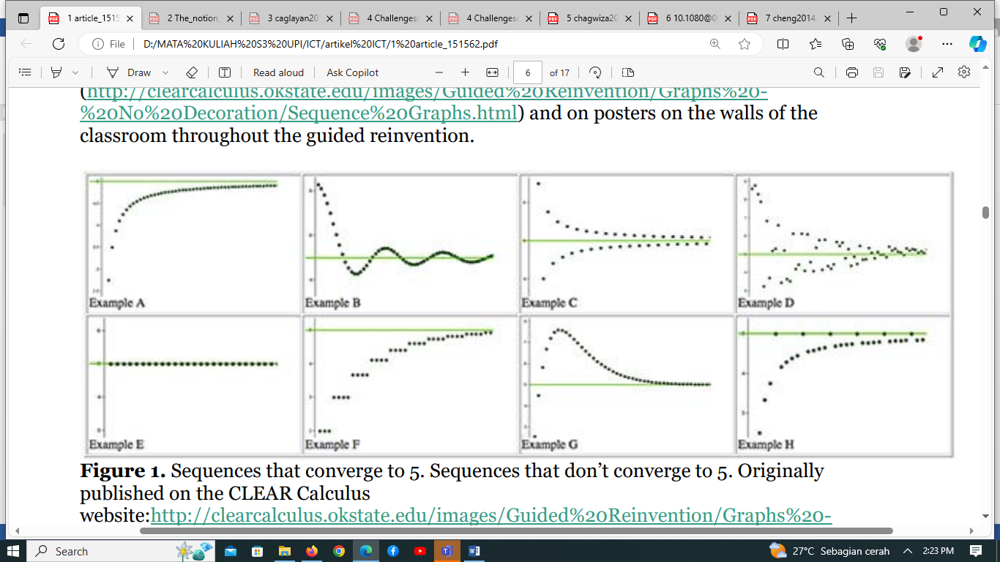 1 article_1515
2 The_notion_
3 caglayan20
4 Challengesc
4 Challengesc
5 chagwiza20
6 10.1080@0
7 cheng2014.
File
D:/MATA%20KULIAH%20S3%20UPI/ICT/artikel%20ICT/1%20article_151562.pdf
Draw
Read aloud
Ask Copilot
6
of 17
(http://clearcalculus.okstate.edu/images/Guided%20Reinvention/Graphs%20-
%20No%20Decoration/Sequence%20Graphs.html) and on posters on the walls of the
classroom throughout the guided reinvention.
Example A
Example B
Example C
Example D
Example E
Example F
Example G
Example H
Figure 1. Sequences that converge to 5. Sequences that don't converge to 5. Originally
published on the CLEAR Calculus
website:http://clearcalculus.okstate.edu/images/Guided%20Reinvention/Graphs%20-
Search
27°C Sebagian cerah
2:23 PM